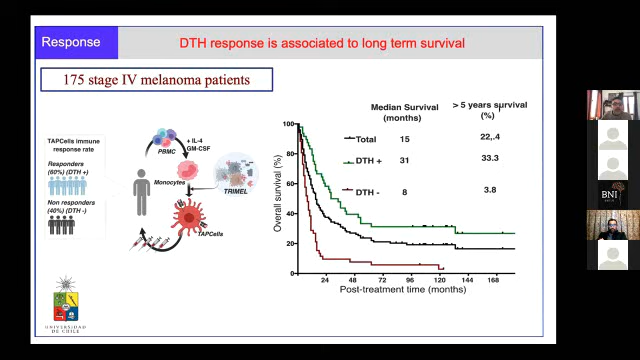 Response
DTH response is associated to long term survival
175 stage IV melanoma patients
TAPCells immune
response rate
Responders
(60%) (DTH +)
Non responders
(40%) (DTH -)
PBMC
+ IL-4
GM-CSF
Monocytes
TRIMEL
TAPCells
Median Survival
(months)
> 5 years survival
(%)
Total 15 22,.4
DTH + 31 33.3
DTH - 8 3.8
Overall survival (%)
100
80
60
40
20
0
24 48 72 96 120 144 168
Post-treatment time (months)
UNIVERSIDAD
DE CHILE
BNI